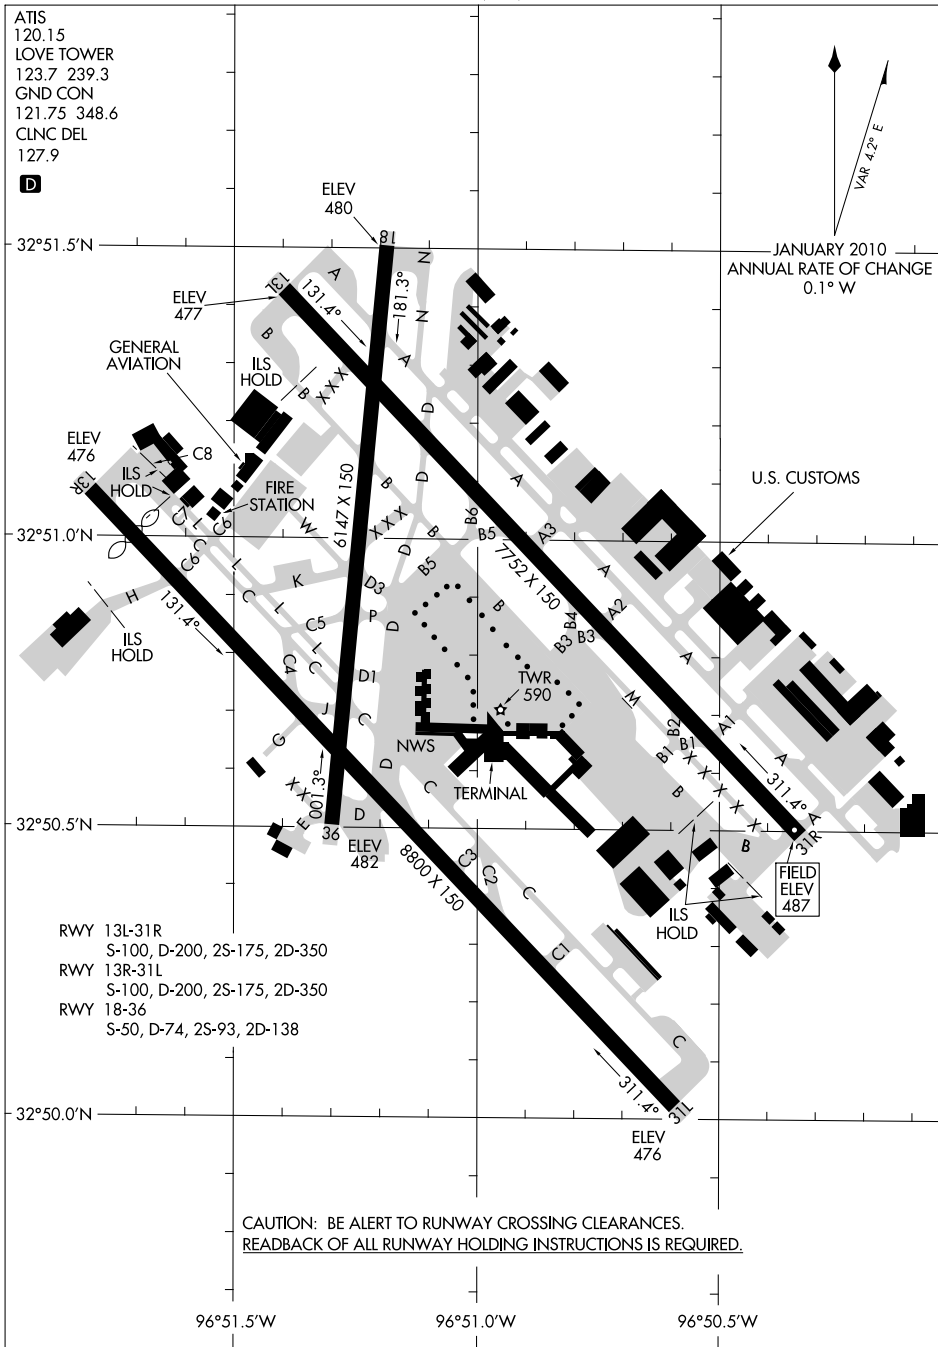 ATIS
120.15
LOVE TOWER
123.7 239.3
GND CON
121.75 348.6
CLNC DEL
127.9
D
VAR 4.2° E
JANUARY 2010
ANNUAL RATE OF CHANGE
0.1° W
ELEV
480
32°51.5'N
18
N
A
13L
131.4°
181.3°
ELEV
477
N
B
GENERAL
AVIATION
ILS
HOLD
A
B
X X X
D
ELEV
476
C8
13R
ILS
HOLD
FIRE
STATION
6147 X 150
B
D
A
U.S. CUSTOMS
L
L
C6
W
X X X
B
B6
B5
A3
32°51.0'N
C
C6
L
D
B5
7752 X 150
A
K
D3
H
C
L
131.4°
B
A2
C5
P
D
B4
B3
B3
ILS
HOLD
L
C4
C
D1
A
TWR
590
M
J
C
B2
A1
G
NWS
B1
B1
A
D
X X X X X
C
TERMINAL
B
311.4°
X X
001.3°
E
D
A
32°50.5'N
36
31R
ELEV
482
B
8800 X 150
C3
C2
C
FIELD
ELEV
487
ILS
HOLD
RWY 13L-31R
S-100, D-200, 2S-175, 2D-350
RWY 13R-31L
S-100, D-200, 2S-175, 2D-350
RWY 18-36
S-50, D-74, 2S-93, 2D-138
C1
C
311.4°
32°50.0'N
31L
ELEV
476
CAUTION: BE ALERT TO RUNWAY CROSSING CLEARANCES.
READBACK OF ALL RUNWAY HOLDING INSTRUCTIONS IS REQUIRED.
96°51.5'W
96°51.0'W
96°50.5'W